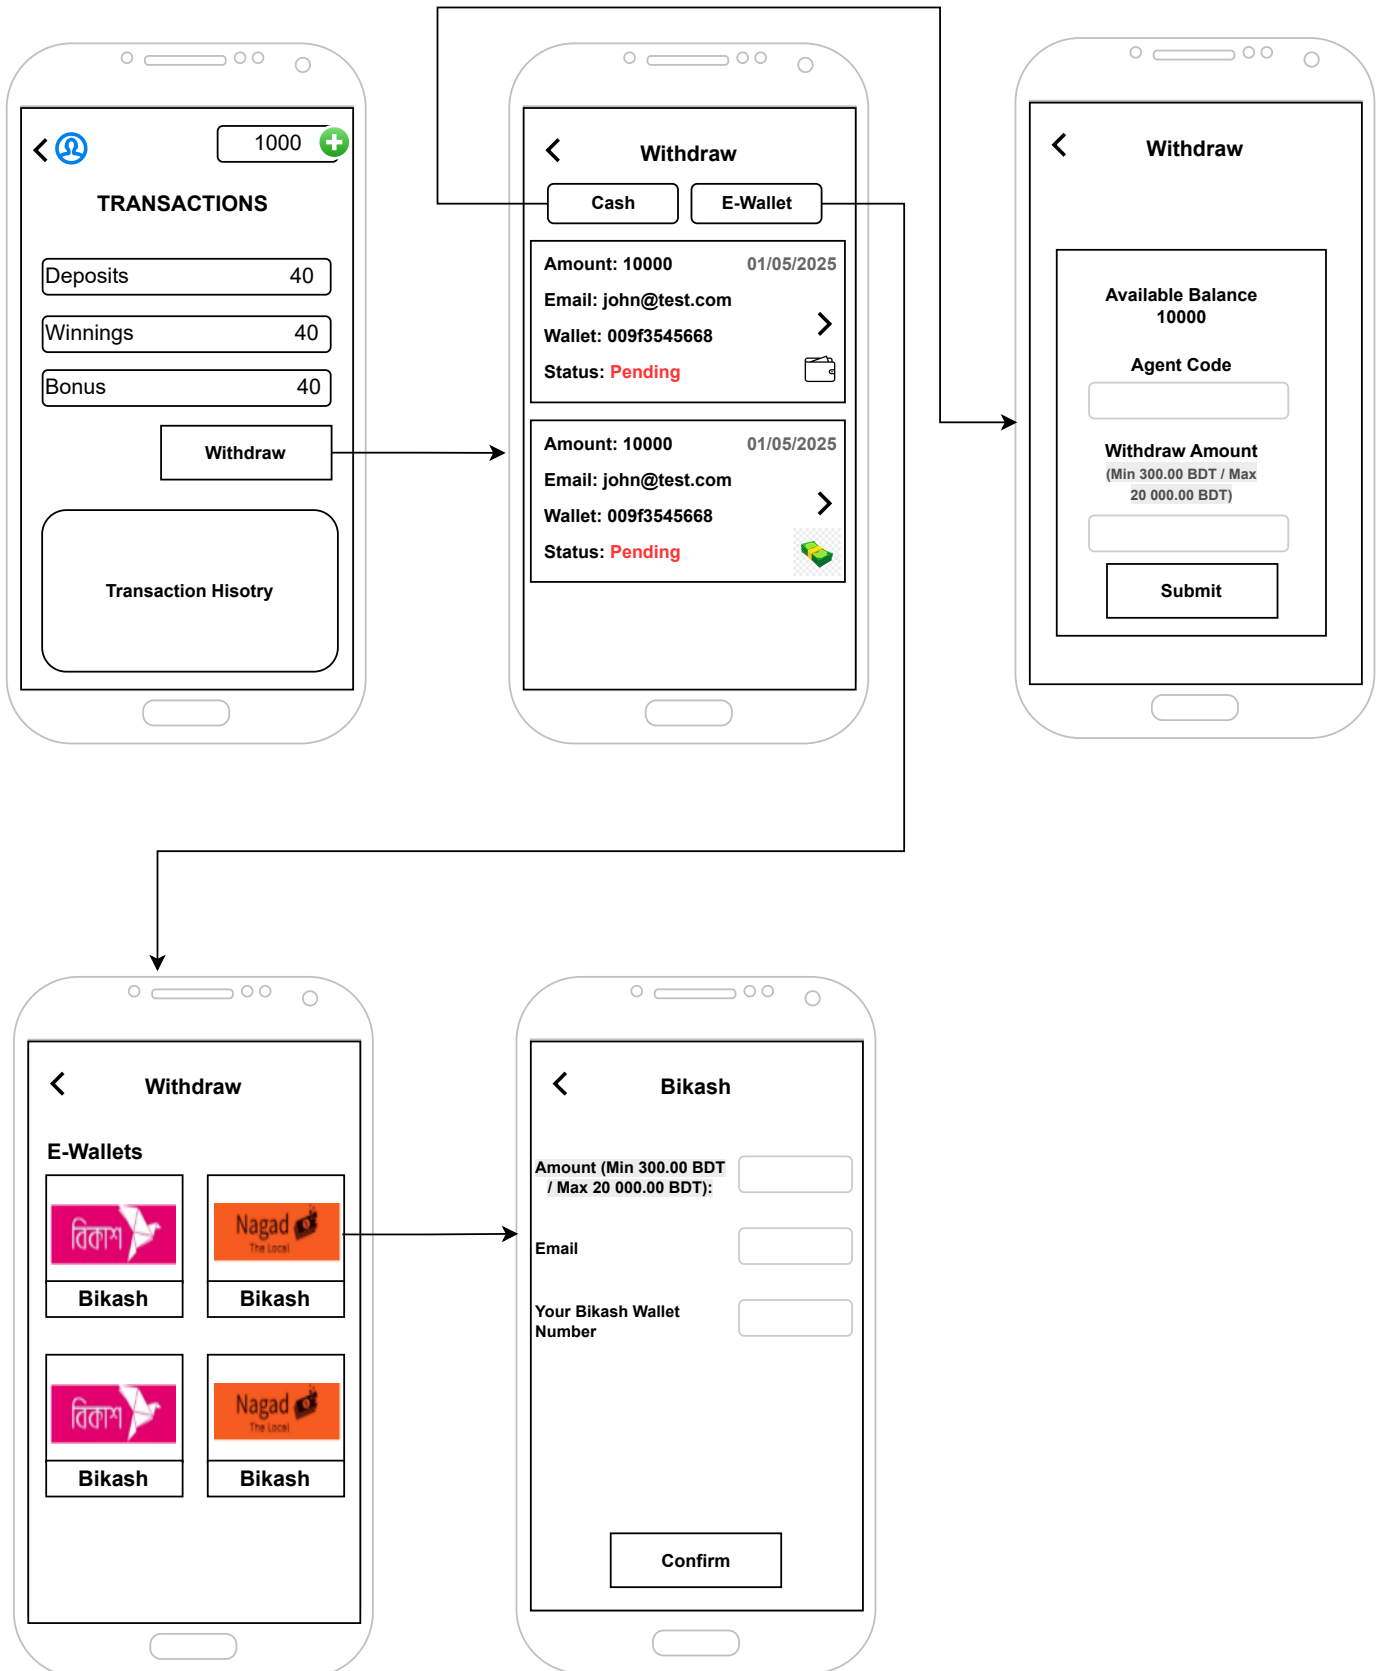 1000
TRANSACTIONS
Deposits 40
Winnings 40
Bonus 40
Withdraw
Transaction Hisotry
Withdraw
Cash E-Wallet
Amount: 10000 01/05/2025
Email: john@test.com
Wallet: 009f3545668
Status: Pending
Amount: 10000 01/05/2025
Email: john@test.com
Wallet: 009f3545668
Status: Pending
Withdraw
Available Balance
10000
Agent Code
Withdraw Amount
(Min 300.00 BDT / Max
20 000.00 BDT)
Submit
Withdraw
E-Wallets
বিকাশ
Nagad
The Local
Bikash
Bikash
বিকাশ
Nagad
The Local
Bikash
Bikash
Bikash
Amount (Min 300.00 BDT
/ Max 20 000.00 BDT):
Email
Your Bikash Wallet
Number
Confirm